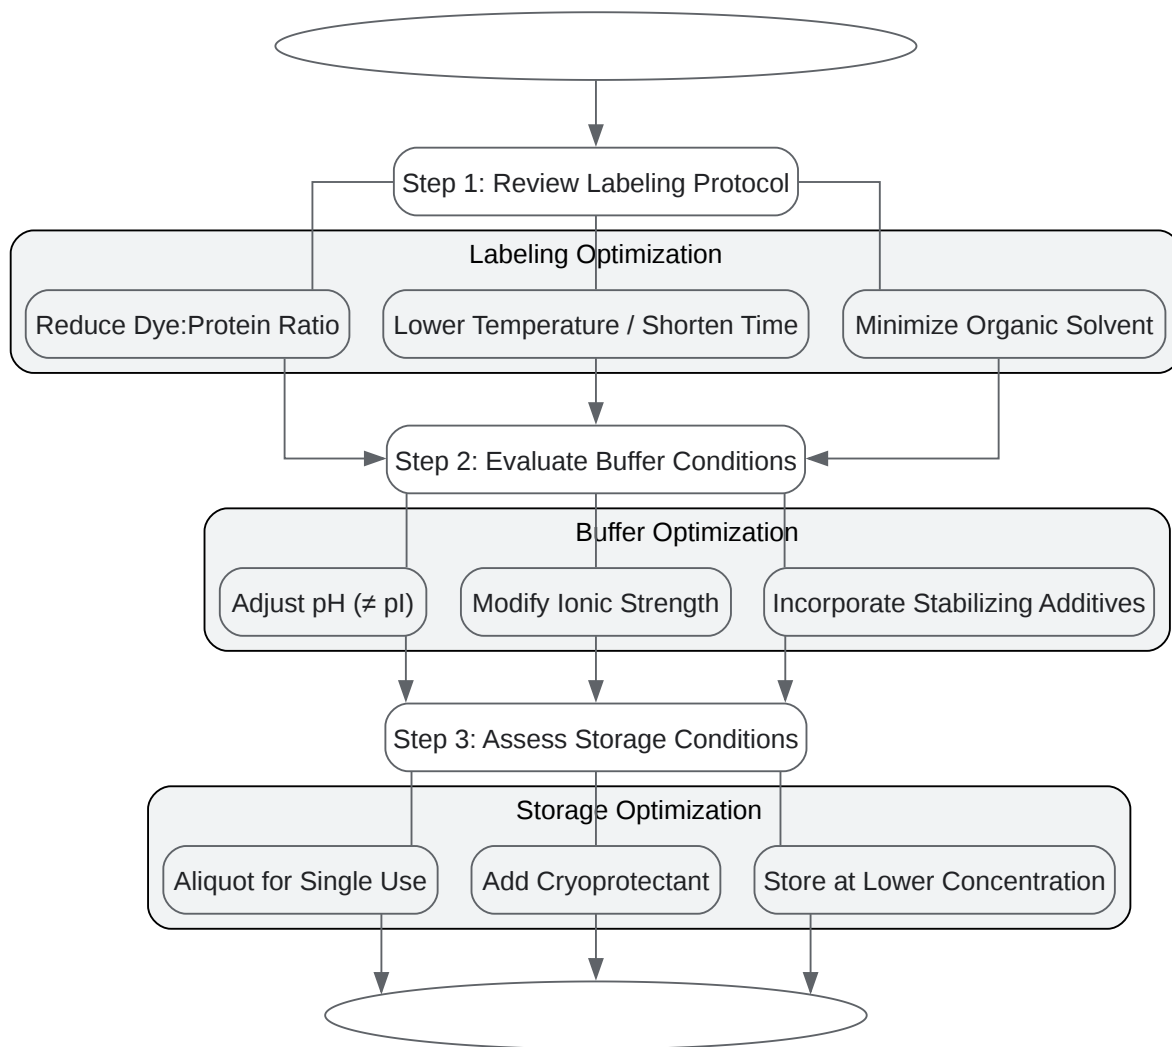 Step 1: Review Labeling Protocol
Labeling Optimization
Reduce Dye:Protein Ratio
Lower Temperature / Shorten Time
Minimize Organic Solvent
Step 2: Evaluate Buffer Conditions
Buffer Optimization
Adjust pH (≠ pI)
Modify Ionic Strength
Incorporate Stabilizing Additives
Step 3: Assess Storage Conditions
Storage Optimization
Aliquot for Single Use
Add Cryoprotectant
Store at Lower Concentration